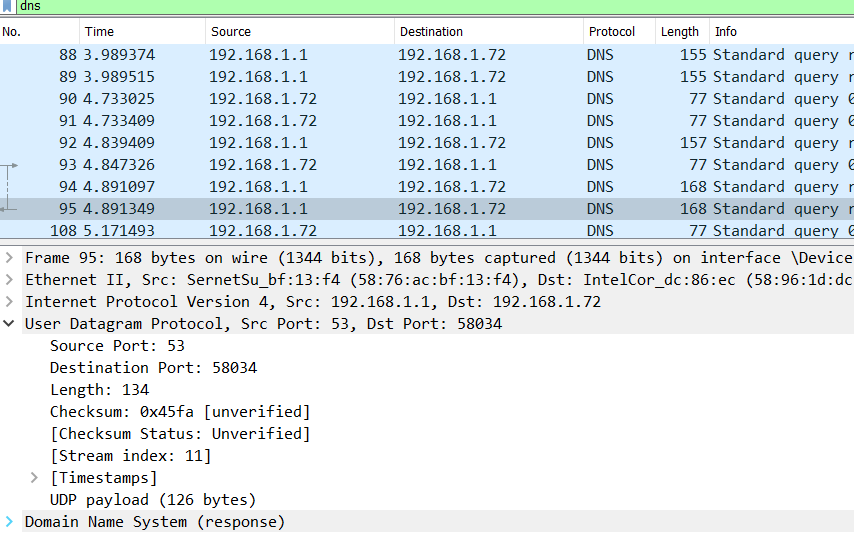 dns
No. Time Source Destination Protocol Length Info
88 3.989374 192.168.1.1 192.168.1.72 DNS 155 Standard query r
89 3.989515 192.168.1.1 192.168.1.72 DNS 155 Standard query r
90 4.733025 192.168.1.72 192.168.1.1 DNS 77 Standard query 0
91 4.733409 192.168.1.72 192.168.1.1 DNS 77 Standard query 0
92 4.839409 192.168.1.1 192.168.1.72 DNS 157 Standard query r
93 4.847326 192.168.1.72 192.168.1.1 DNS 77 Standard query 0
94 4.891097 192.168.1.1 192.168.1.72 DNS 168 Standard query r
95 4.891349 192.168.1.1 192.168.1.72 DNS 168 Standard query r
108 5.171493 192.168.1.72 192.168.1.1 DNS 77 Standard query 0
Frame 95: 168 bytes on wire (1344 bits), 168 bytes captured (1344 bits) on interface \Device
Ethernet II, Src: SernetSu_bf:13:f4 (58:76:ac:bf:13:f4), Dst: IntelCor_dc:86:ec (58:96:1d:dc
Internet Protocol Version 4, Src: 192.168.1.1, Dst: 192.168.1.72
User Datagram Protocol, Src Port: 53, Dst Port: 58034
Source Port: 53
Destination Port: 58034
Length: 134
Checksum: 0x45fa [unverified]
[Checksum Status: Unverified]
[Stream index: 11]
[Timestamps]
UDP payload (126 bytes)
Domain Name System (response)